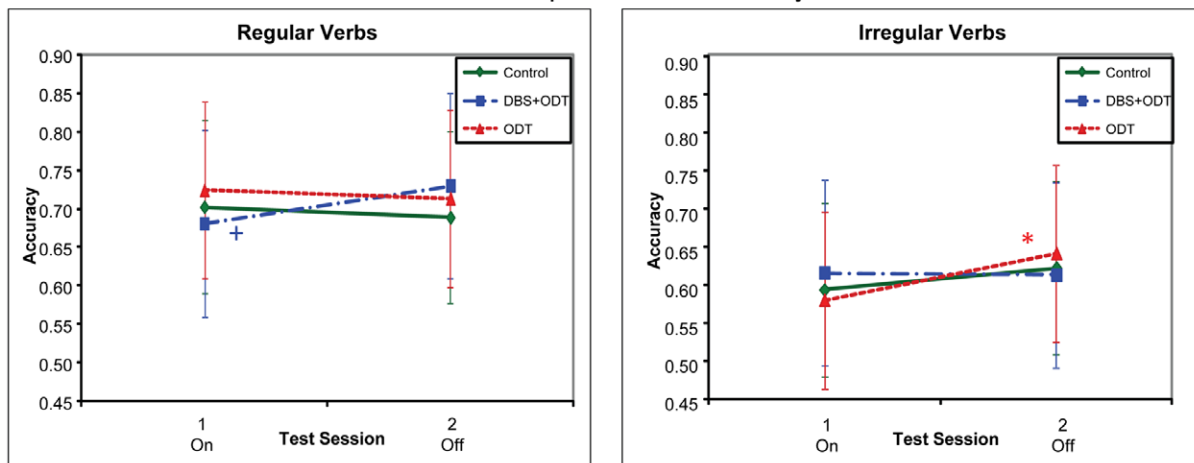 Regular Verbs
0.90
0.85
0.80
0.75
0.70
0.65
0.60
0.55
0.50
0.45
Accuracy
Control
DBS+ODT
ODT
+
1
On
Test Session
2
Off
Irregular Verbs
0.90
0.85
0.80
0.75
0.70
0.65
0.60
0.55
0.50
0.45
Accuracy
Control
DBS+ODT
ODT
*
1
On
Test Session
2
Off